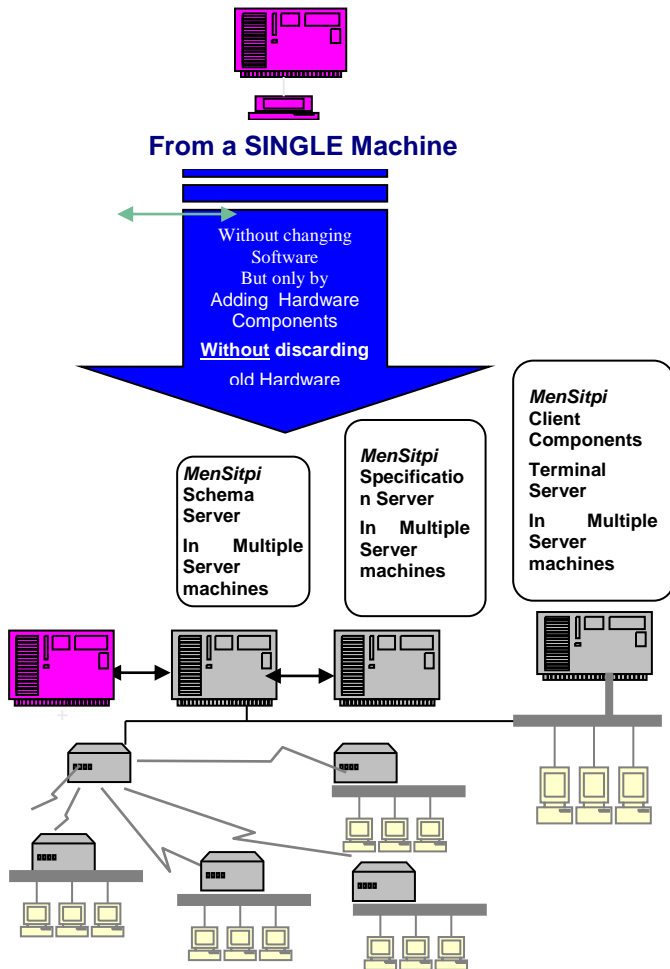 From a SINGLE Machine
Without changing
Software
But only by
Adding Hardware
Components
Without discarding
old Hardware
MenSitpi
Schema
Server
In Multiple
Server
machines
MenSitpi
Specificatio
n Server
In Multiple
Server
machines
MenSitpi
Client
Components
Terminal
Server
In Multiple
Server
machines